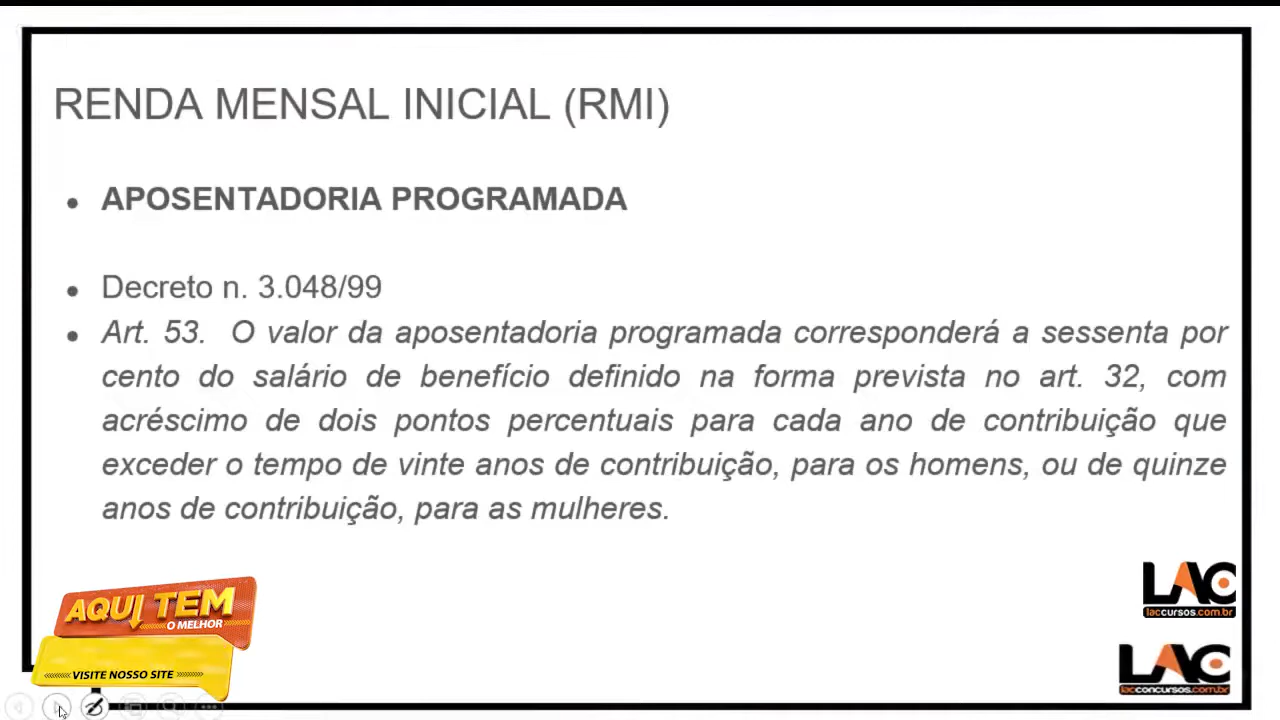 RENDA MENSAL INICIAL (RMI)
• APOSENTADORIA PROGRAMADA
• Decreto n. 3.048/99
• Art. 53. O valor da aposentadoria programada corresponderá a sessenta por
cento do salário de benefício definido na forma prevista no art. 32, com
acréscimo de dois pontos percentuais para cada ano de contribuição que
exceder o tempo de vinte anos de contribuição, para os homens, ou de quinze
anos de contribuição, para as mulheres.
AQUI TEM
O MELHOR
VISITE NOSSO SITE
LAC
laccursos.com.br
LAC
lacconcursos.com.br